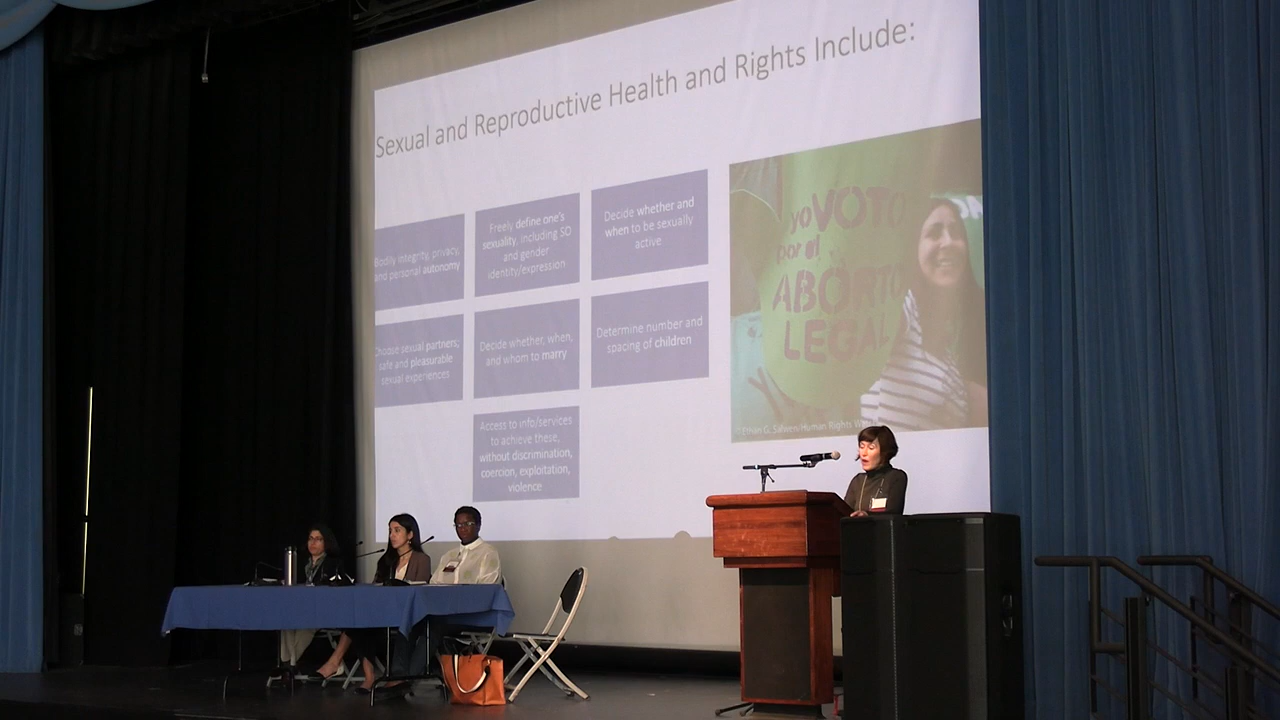 Sexual and Reproductive Health and Rights Include:
Bodily integrity, privacy,
and personal autonomy
Freely define one's
sexuality, including SO
and gender
identity/expression
Decide whether and
when to be sexually
active
Choose sexual partners;
safe and pleasurable
sexual experiences
Decide whether, when,
and whom to marry
Determine number and
spacing of children
Access to info/services
to achieve these,
without discrimination,
coercion, exploitation,
violence
yo VOTO
por el
ABORTO
LEGAL
G. Human Rights